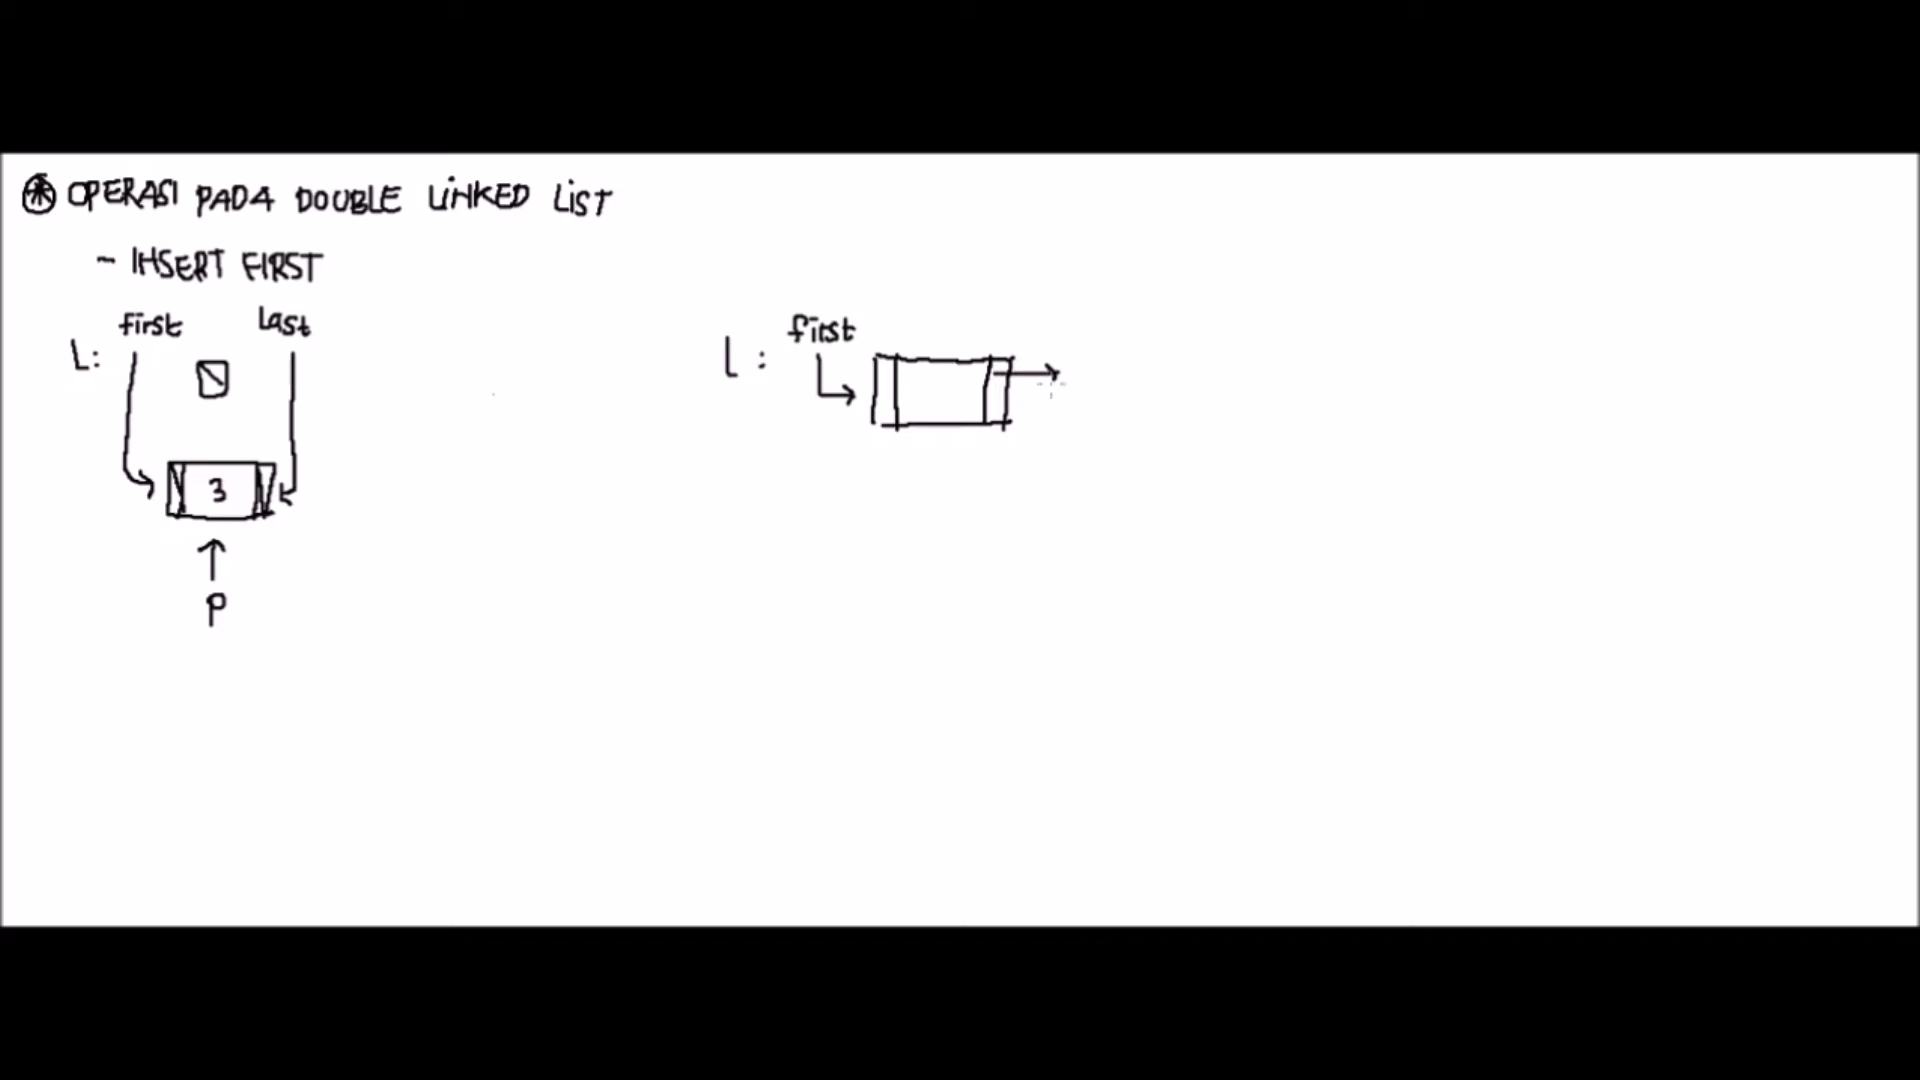 ⊛ OPERASI PADA DOUBLE LINKED LIST
- INSERT FIRST
first last
L:
3
P
first
L :